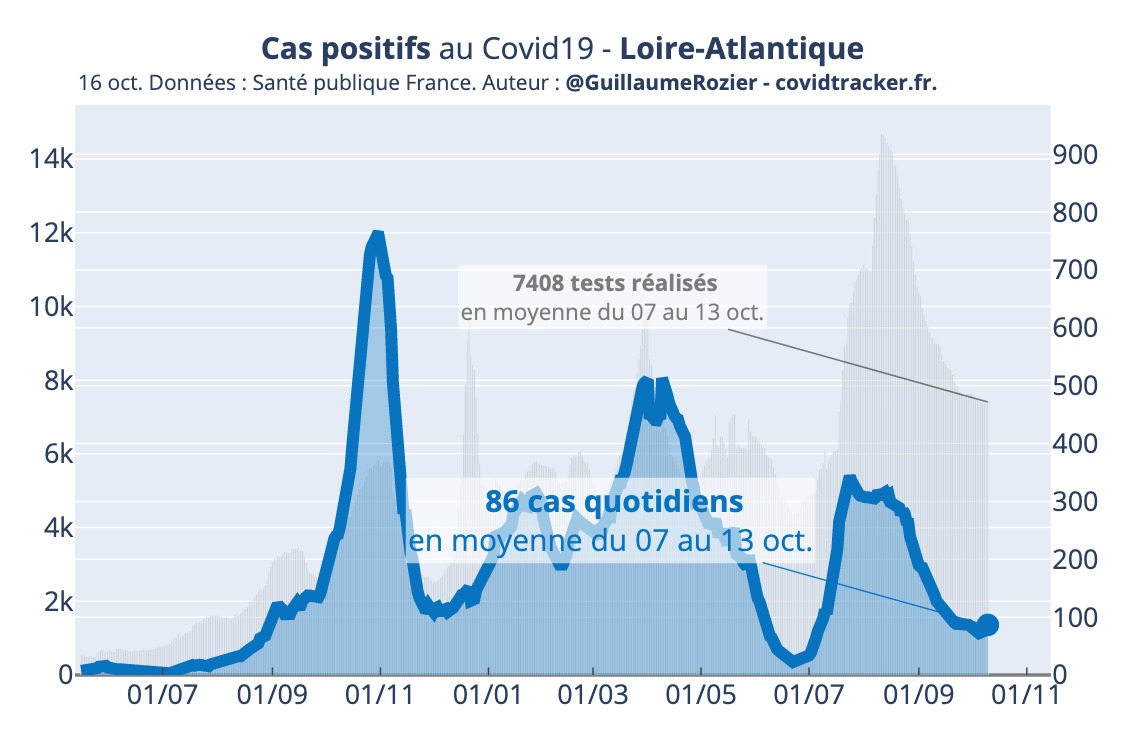 Cas positifs au Covid19 - Loire-Atlantique
16 oct. Données : Santé publique France. Auteur : @GuillaumeRozier - covidtracker.fr.
14k
12k
10k
8k
6k
4k
2k
0
900
800
700
600
500
400
300
200
100
0
7408 tests réalisés
en moyenne du 07 au 13 oct.
86 cas quotidiens
en moyenne du 07 au 13 oct.
01/07 01/09 01/11 01/01 01/03 01/05 01/07 01/09 01/11